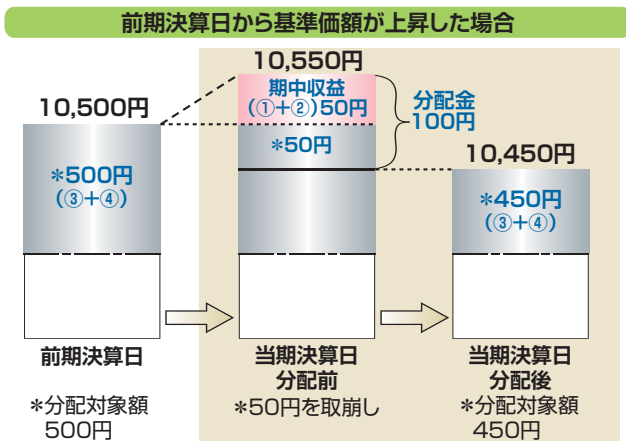 前期決算日から基準価額が上昇した場合
10,500円
*500円
(③+④)
前期決算日
*分配対象額
500円
10,550円
期中収益
(①+②)50円
*50円
分配金
100円
当期決算日
分配前
*50円を取崩し
10,450円
*450円
(③+④)
当期決算日
分配後
*分配対象額
450円